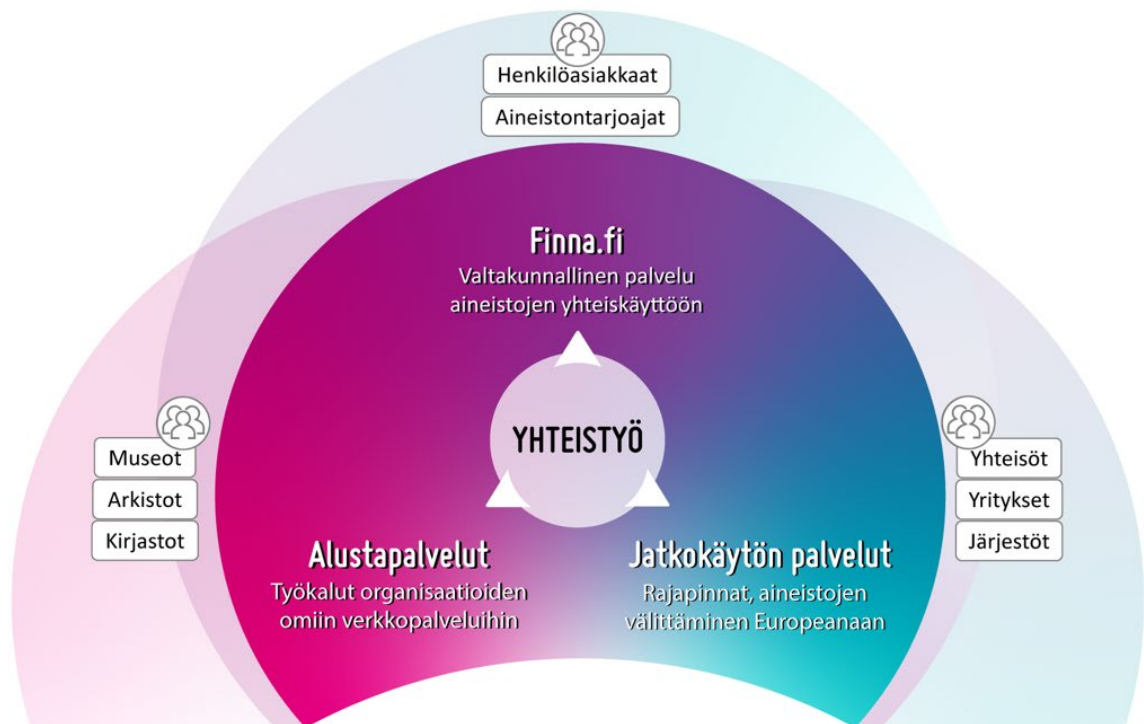 Henkilöasiakkaat
Aineistontarjoajat
Finna.fi
Valtakunnallinen palvelu
aineistojen yhteiskäyttöön
YHTEISTYÖ
Museot
Arkistot
Kirjastot
Yhteisöt
Yritykset
Järjestöt
Alustapalvelut
Työkalut organisaatioiden
omiin verkkopalveluihin
Jatkokäytön palvelut
Rajapinnat, aineistojen
välittäminen Europeanaan